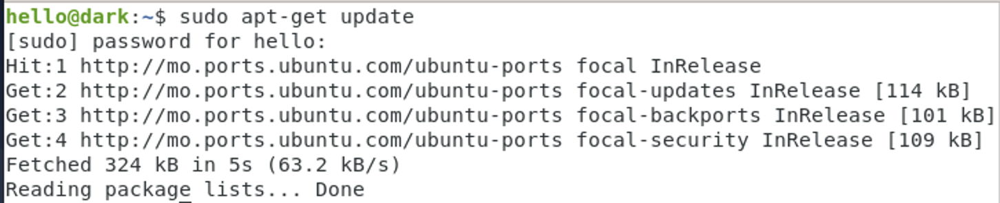 hello@dark:~$ sudo apt-get update
[sudo] password for hello:
Hit:1 http://mo.ports.ubuntu.com/ubuntu-ports focal InRelease
Get:2 http://mo.ports.ubuntu.com/ubuntu-ports focal-updates InRelease [114 kB]
Get:3 http://mo.ports.ubuntu.com/ubuntu-ports focal-backports InRelease [101 kB]
Get:4 http://mo.ports.ubuntu.com/ubuntu-ports focal-security InRelease [109 kB]
Fetched 324 kB in 5s (63.2 kB/s)
Reading package lists... Done